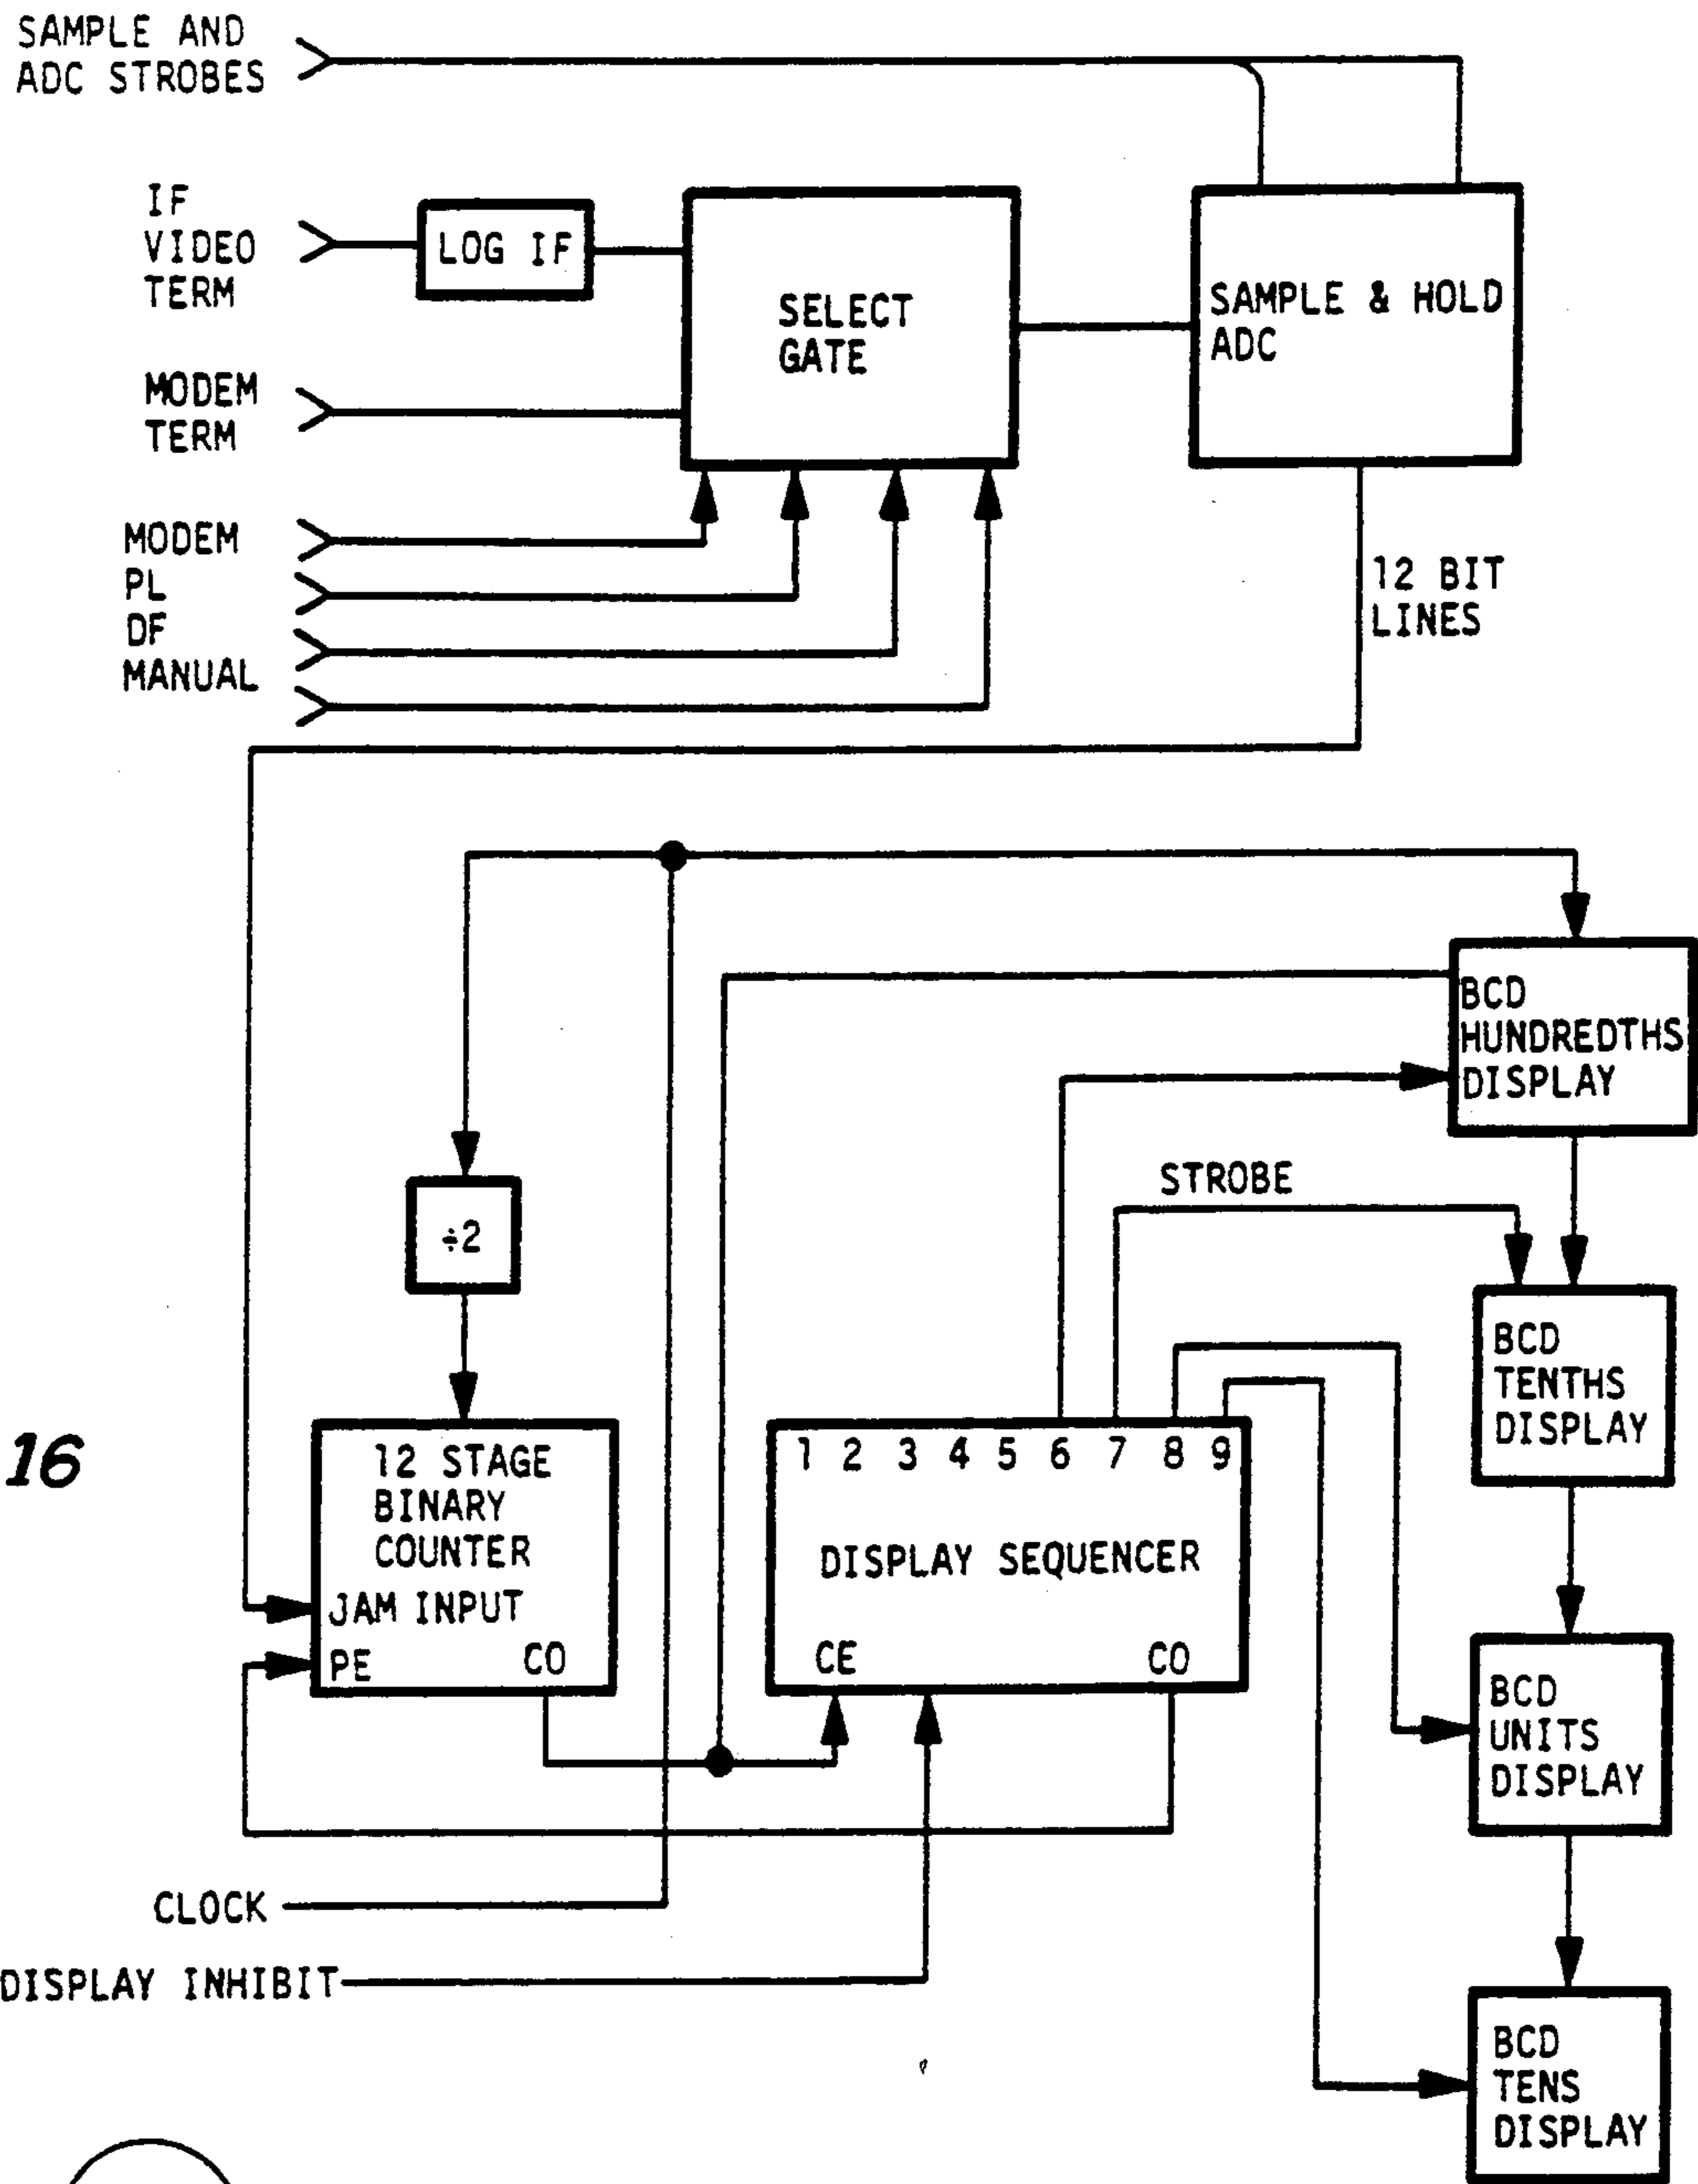 SAMPLE AND
ADC STROBES
IF
VIDEO
TERM
LOG IF
SELECT
GATE
SAMPLE & HOLD
ADC
MODEM
TERM
MODEM
PL
DF
MANUAL
12 BIT
LINES
BCD
HUNDREDTHS
DISPLAY
STROBE
÷2
BCD
TENTHS
DISPLAY
16
12 STAGE
BINARY
COUNTER
JAM INPUT
PE CO
1 2 3 4 5 6 7 8 9
DISPLAY SEQUENCER
CE CO
BCD
UNITS
DISPLAY
CLOCK
DISPLAY INHIBIT
BCD
TENS
DISPLAY